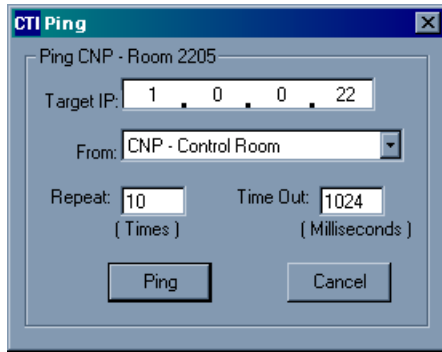 CTI Ping
Ping CNP - Room 2205
Target IP: 1 . 0 . 0 . 22
From: CNP - Control Room
Repeat: 10 Time Out: 1024
( Times ) ( Milliseconds )
Ping Cancel